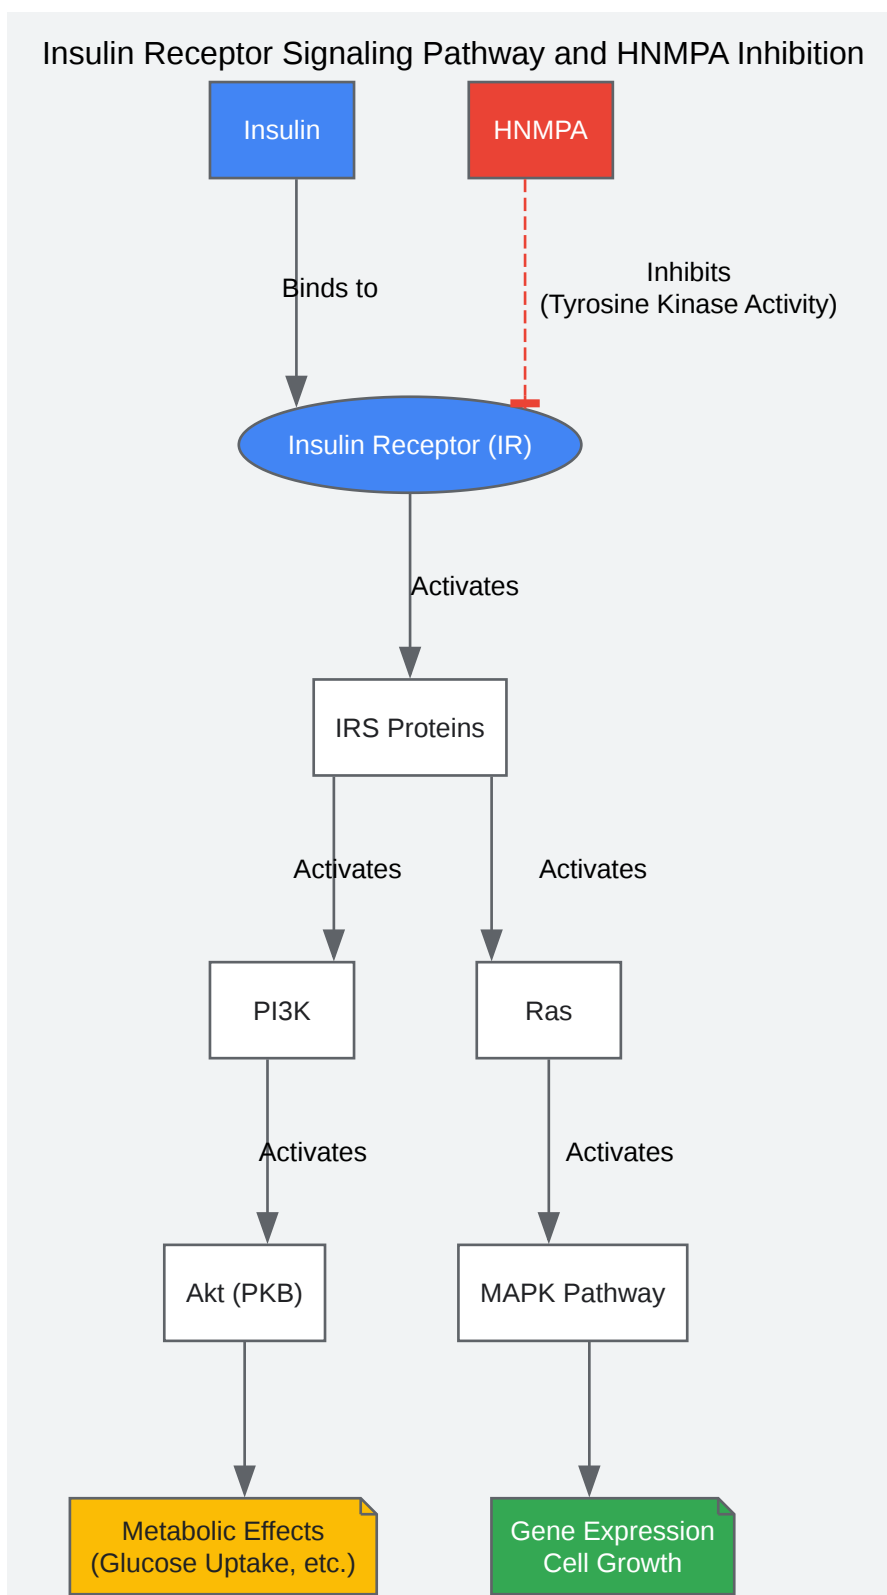 Insulin Receptor Signaling Pathway and HNMPA Inhibition
Insulin
HNMPA
Binds to
Inhibits
(Tyrosine Kinase Activity)
Insulin Receptor (IR)
Activates
IRS Proteins
Activates
Activates
PI3K
Ras
Activates
Activates
Akt (PKB)
MAPK Pathway
Metabolic Effects
(Glucose Uptake, etc.)
Gene Expression
Cell Growth